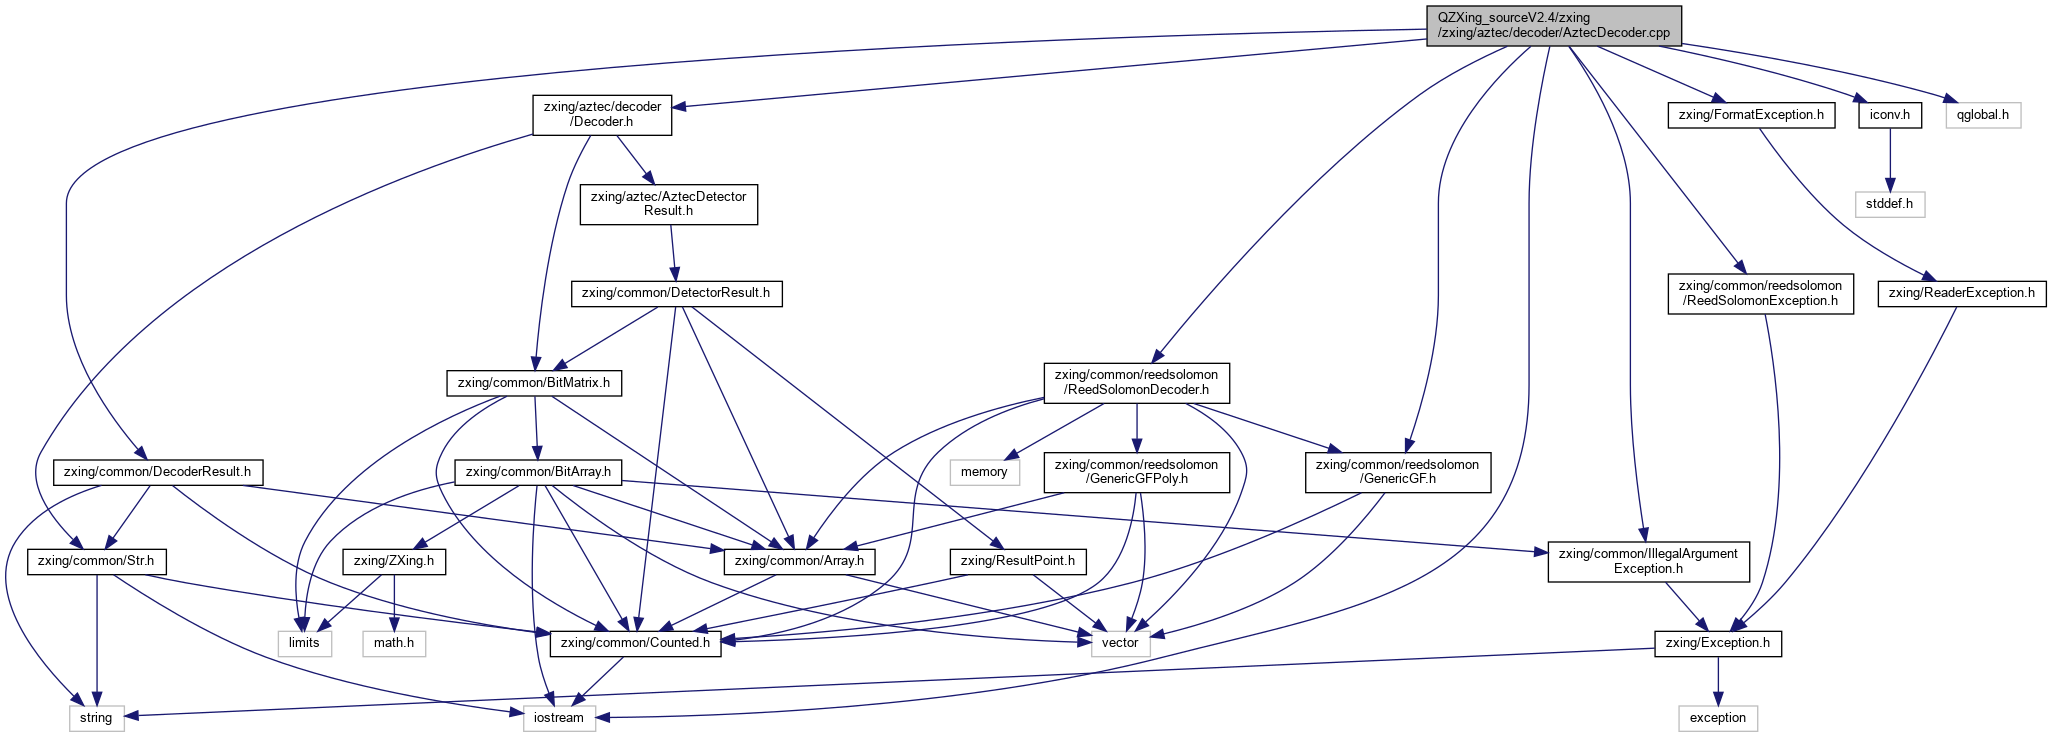 QZXing_sourceV2.4/zxing
/zxing/aztec/decoder/AztecDecoder.cpp
zxing/aztec/decoder
/Decoder.h
zxing/FormatException.h
iconv.h
qglobal.h
zxing/aztec/AztecDetector
Result.h
stddef.h
zxing/common/DetectorResult.h
zxing/common/reedsolomon
/ReedSolomonException.h
zxing/ReaderException.h
zxing/common/BitMatrix.h
zxing/common/reedsolomon
/ReedSolomonDecoder.h
zxing/common/DecoderResult.h
zxing/common/BitArray.h
memory
zxing/common/reedsolomon
/GenericGFPoly.h
zxing/common/reedsolomon
/GenericGF.h
zxing/common/Str.h
zxing/ZXing.h
zxing/common/Array.h
zxing/ResultPoint.h
zxing/common/IllegalArgument
Exception.h
limits
math.h
zxing/common/Counted.h
vector
zxing/Exception.h
string
iostream
exception